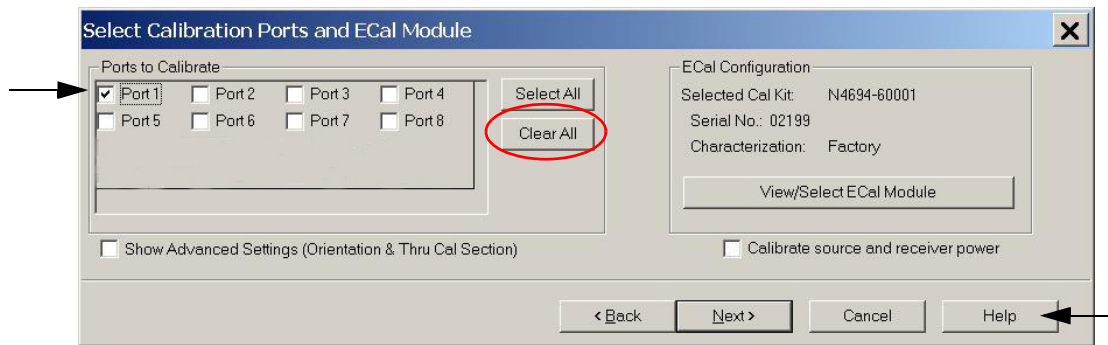 Select Calibration Ports and ECal Module
Ports to Calibrate
Port 1 Port 2 Port 3 Port 4
Port 5 Port 6 Port 7 Port 8
Select All
Clear All
Show Advanced Settings (Orientation & Thru Cal Section)
ECal Configuration
Selected Cal Kit: N4694-60001
Serial No.: 02199
Characterization: Factory
View/Select ECal Module
Calibrate source and receiver power
< Back Next > Cancel Help